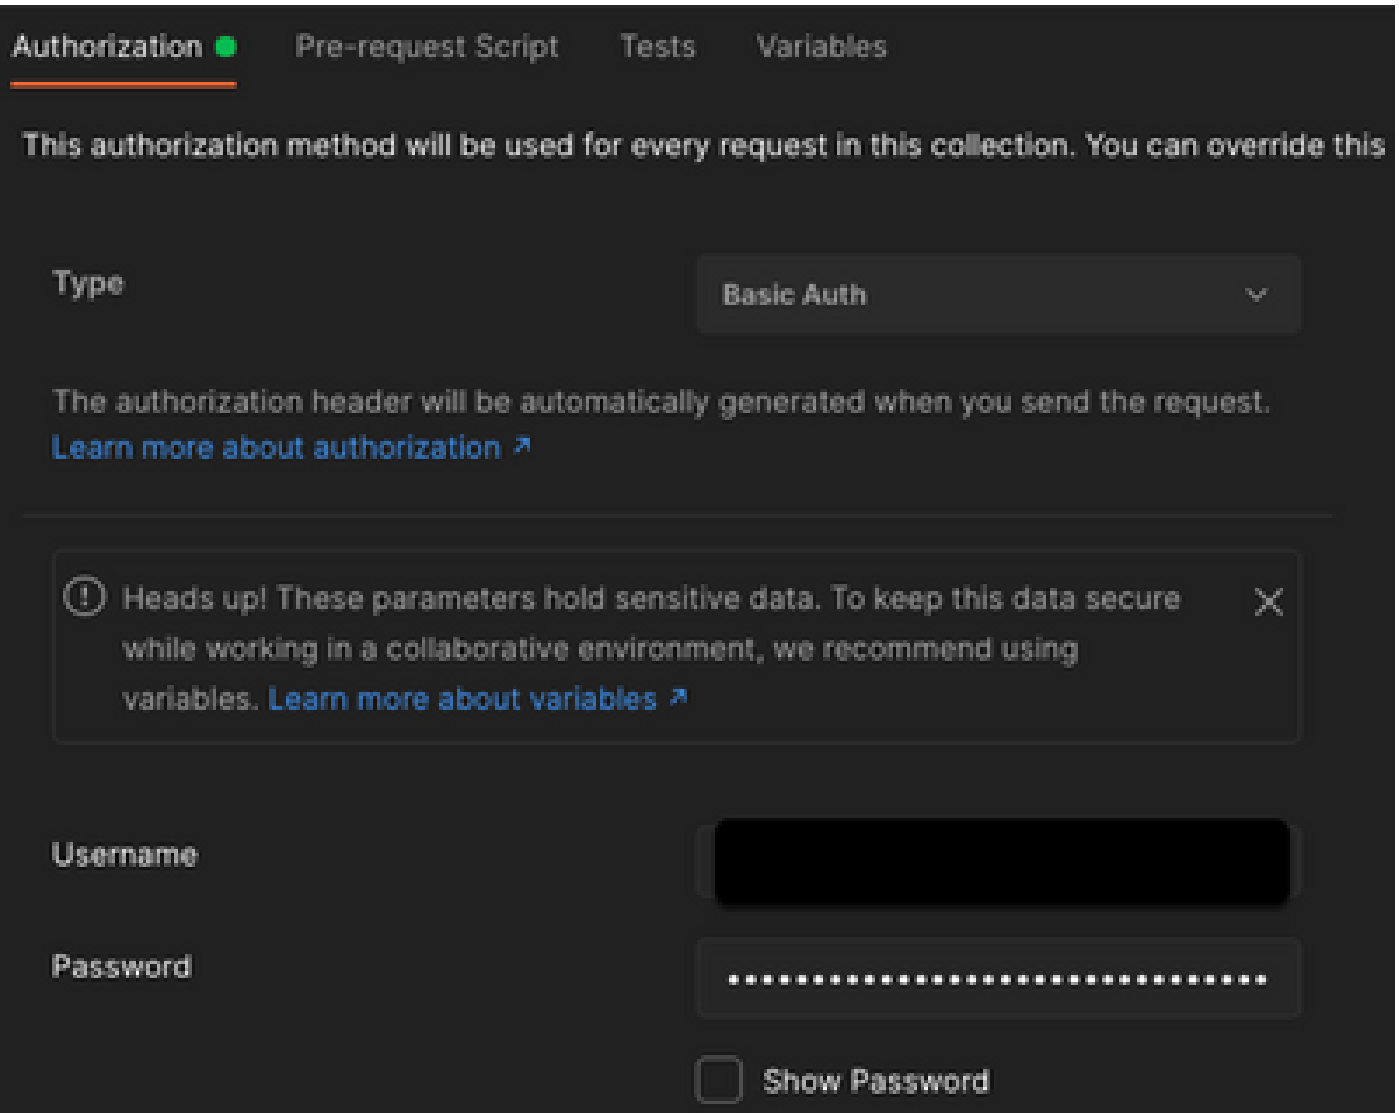 Authorization Pre-request Script Tests Variables
This authorization method will be used for every request in this collection. You can override this
Type
Basic Auth
The authorization header will be automatically generated when you send the request.
Learn more about authorization ↗
Heads up! These parameters hold sensitive data. To keep this data secure
while working in a collaborative environment, we recommend using
variables. Learn more about variables ↗
Username
Password
••••••••••••••••••••••••••••••••
Show Password